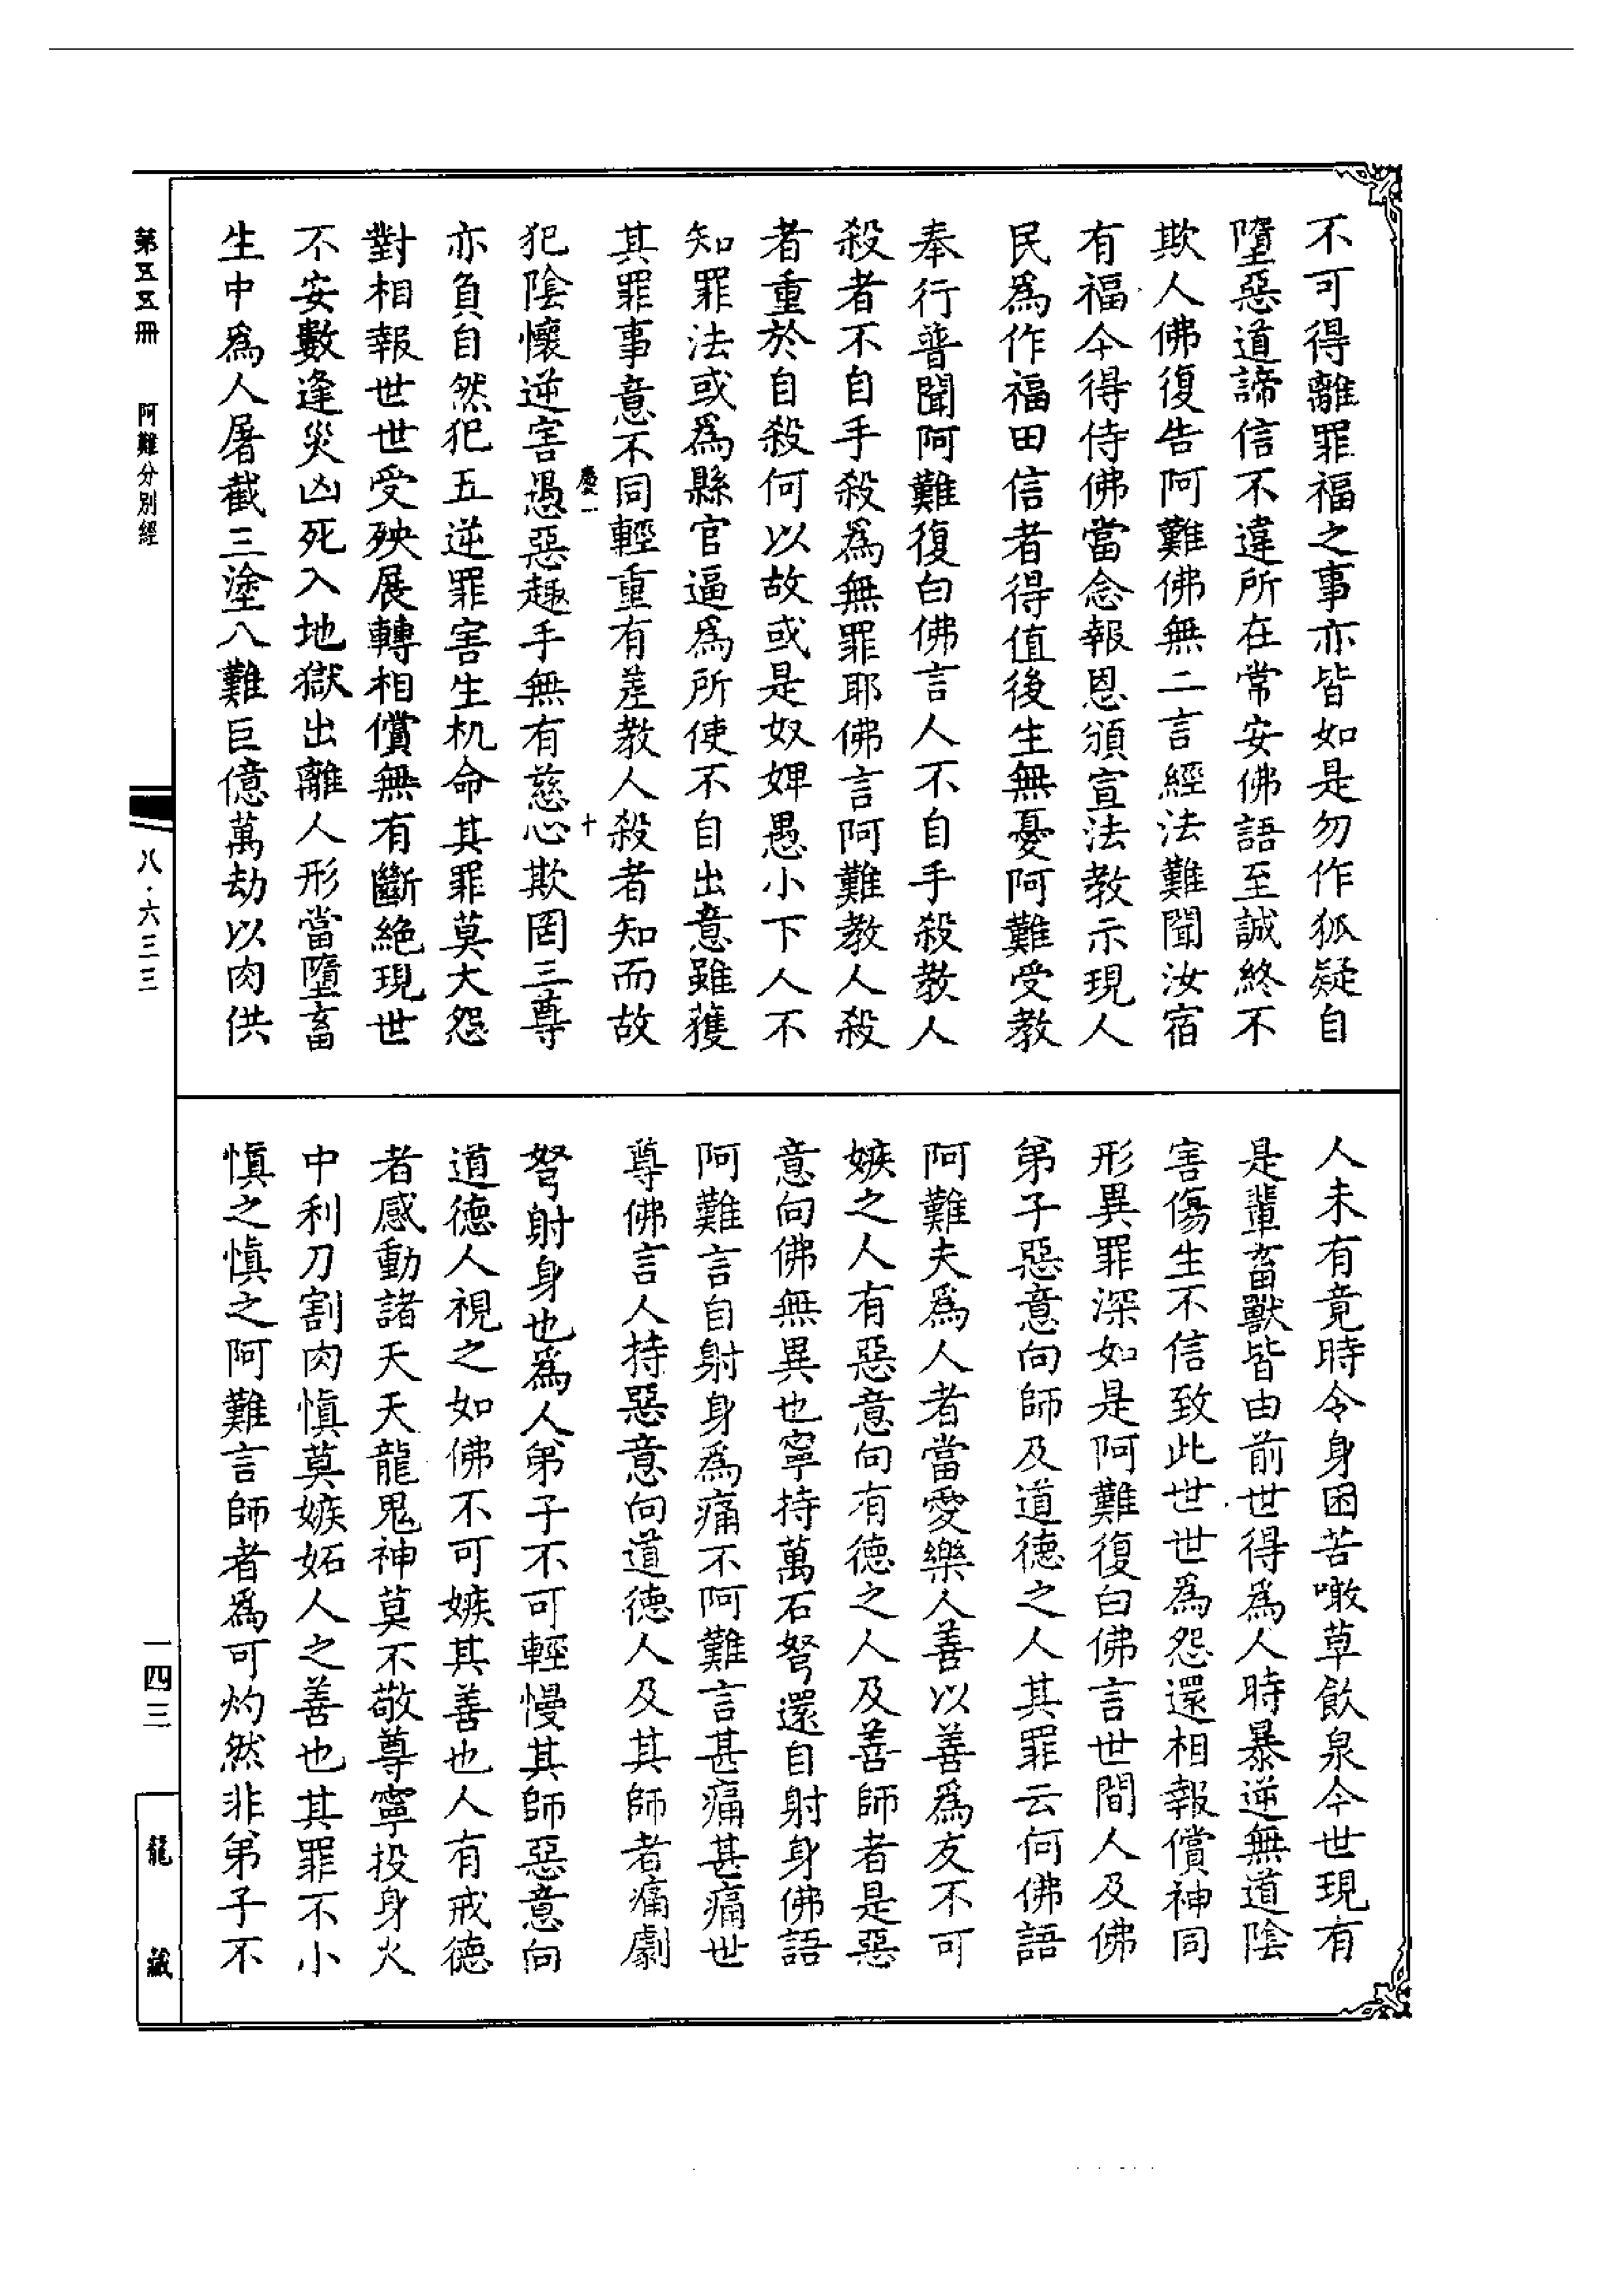 不可得離罪福之事亦皆如是勿作狐疑自
墮惡道諦信不違所在常安佛語至誠終不
欺人佛復告阿難佛無二言經法難聞汝宿
有福今得侍佛當念報恩頒宣法教示現人
民爲作福田信者得值後生無憂阿難受教
奉行普聞阿難復白佛言人不自手殺教人
殺者不自手殺爲無罪耶佛言阿難教人殺
者重於自殺何以故或是奴婢愚小下人不
知罪法或爲縣官逼爲所使不自出意雖獲
其罪事意不同輕重有差教人殺者知而故
慶一
十
犯陰懷逆害愚惡趣手無有慈心欺罔三尊
亦負自然犯五逆罪害生机命其罪莫大怨
對相報世世受殃展轉相償無有斷絕現世
不安數逢災凶死入地獄出離人形當墮畜
生中爲人屠截三塗八難巨億萬劫以肉供
人未有竟時令身困苦噉草飲泉今世現有
是輩畜獸皆由前世得爲人時暴逆無道陰
害傷生不信致此世世爲怨還相報償神同
形異罪深如是阿難復白佛言世間人及佛
弟子惡意向師及道德之人其罪云何佛語
阿難夫爲人者當愛樂人善以善爲友不可
嫉之人有惡意向有德之人及善師者是惡
意向佛無異也寧持萬石弩還自射身佛語
阿難言自射身爲痛不阿難言甚痛甚痛世
尊佛言人持惡意向道德人及其師者痛劇
弩射身也爲人弟子不可輕慢其師惡意向
道德人視之如佛不可嫉其善也人有戒德
者感動諸天天龍鬼神莫不敬尊寧投身火
中利刀割肉慎莫嫉妬人之善也其罪不小
慎之慎之阿難言師者爲可灼然非弟子不
第五五冊
阿難分別經
八·六三三
一四三
龍藏